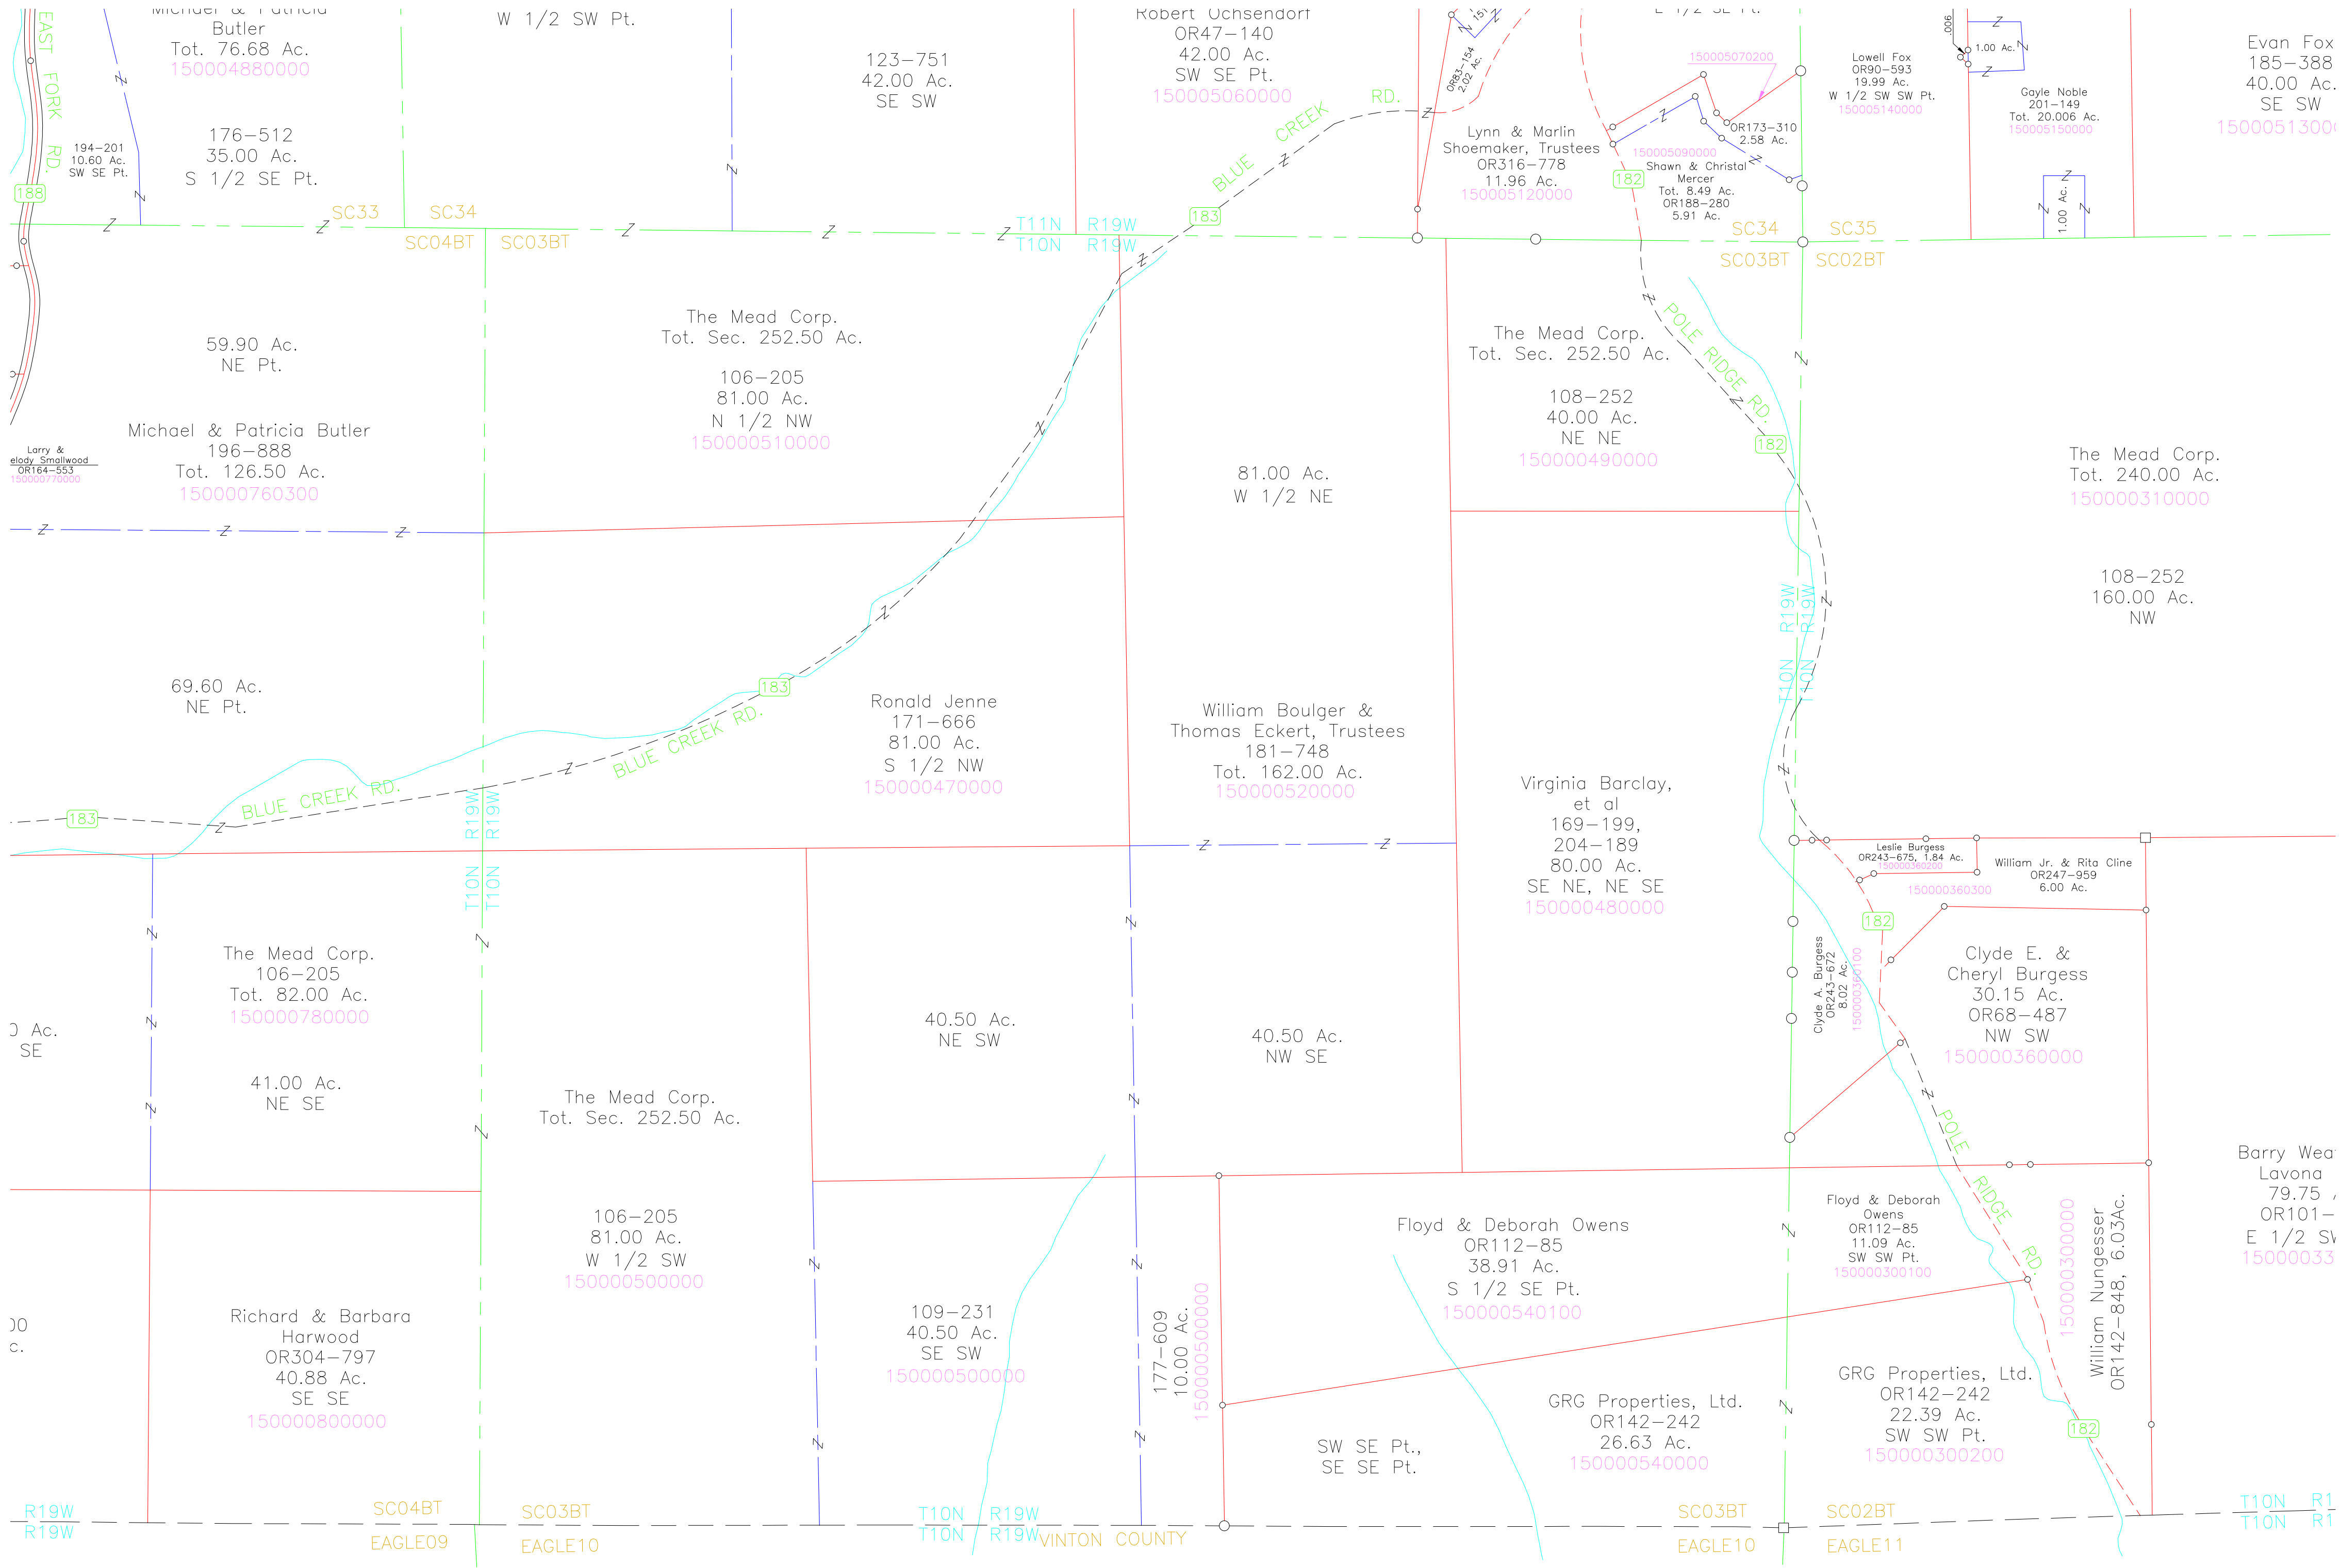 Butler
Tot. 76.68 Ac.
150004880000
176-512
35.00 Ac.
S 1/2 SE Pt.
EAST FORK RD.
188
194-201
10.60 Ac.
SW SE Pt.
W 1/2 SW Pt.
123-751
42.00 Ac.
SE SW
Robert Ochsendorf
OR47-140
42.00 Ac.
SW SE Pt.
150005060000
BLUE CREEK RD.
183
OR83-154
2.02 Ac.
Lynn & Marlin
Shoemaker, Trustees
OR316-778
11.96 Ac.
150005120000
150005070200
OR173-310
2.58 Ac.
150005090000
Shawn & Christal
Mercer
Tot. 8.49 Ac.
OR188-280
5.91 Ac.
182
Lowell Fox
OR90-593
19.99 Ac.
W 1/2 SW SW Pt.
150005140000
.006
1.00 Ac.
Gayle Noble
201-149
Tot. 20.006 Ac.
150005150000
1.00 Ac.
Evan Fox
185-388
40.00 Ac.
SE SW
SC33 SC34
SC04BT SC03BT
T11N R19W
T10N R19W
SC34 SC35
SC03BT SC02BT
59.90 Ac.
NE Pt.
Michael & Patricia Butler
196-888
Tot. 126.50 Ac.
150000760300
Larry &
Smallwood
OR164-553
150000770000
The Mead Corp.
Tot. Sec. 252.50 Ac.
106-205
81.00 Ac.
N 1/2 NW
150000510000
81.00 Ac.
W 1/2 NE
The Mead Corp.
Tot. Sec. 252.50 Ac.
108-252
40.00 Ac.
NE NE
150000490000
POLE RIDGE RD.
182
The Mead Corp.
Tot. 240.00 Ac.
150000310000
108-252
160.00 Ac.
NW
T10N R19W
T10N R19W
69.60 Ac.
NE Pt.
BLUE CREEK RD.
183
BLUE CREEK RD.
183
T10N R19W
T10N R19W
Ronald Jenne
171-666
81.00 Ac.
S 1/2 NW
150000470000
William Boulger &
Thomas Eckert, Trustees
181-748
Tot. 162.00 Ac.
150000520000
Virginia Barclay,
et al
169-199,
204-189
80.00 Ac.
SE NE, NE SE
150000480000
Leslie Burgess
OR243-675, 1.84 Ac.
150000360200
William Jr. & Rita Cline
OR247-959
6.00 Ac.
150000360300
182
Clyde A. Burgess
OR243-672
8.02 Ac.
150000360100
Clyde E. &
Cheryl Burgess
30.15 Ac.
OR68-487
NW SW
150000360000
Ac.
SE
The Mead Corp.
106-205
Tot. 82.00 Ac.
150000780000
41.00 Ac.
NE SE
The Mead Corp.
Tot. Sec. 252.50 Ac.
106-205
81.00 Ac.
W 1/2 SW
150000500000
40.50 Ac.
NE SW
40.50 Ac.
NW SE
POLE RIDGE RD.
Barry
Lavona
79.75
E 1/2
Richard & Barbara
Harwood
OR304-797
40.88 Ac.
SE SE
150000800000
109-231
40.50 Ac.
SE SW
150000500000
177-609
10.00 Ac.
150000500000
Floyd & Deborah Owens
OR112-85
38.91 Ac.
S 1/2 SE Pt.
150000540100
Floyd & Deborah
Owens
OR112-85
11.09 Ac.
SW SW Pt.
150000300100
150000300000
William Nungesser
OR142-848, 6.03Ac.
SW SE Pt.,
SE SE Pt.
GRG Properties, Ltd.
OR142-242
26.63 Ac.
150000540000
GRG Properties, Ltd.
OR142-242
22.39 Ac.
SW SW Pt.
150000300200
182
R19W
R19W
SC04BT SC03BT
EAGLE09 EAGLE10
T10N R19W
T10N R19W
VINTON COUNTY
SC03BT SC02BT
EAGLE10 EAGLE11
T10N
T10N